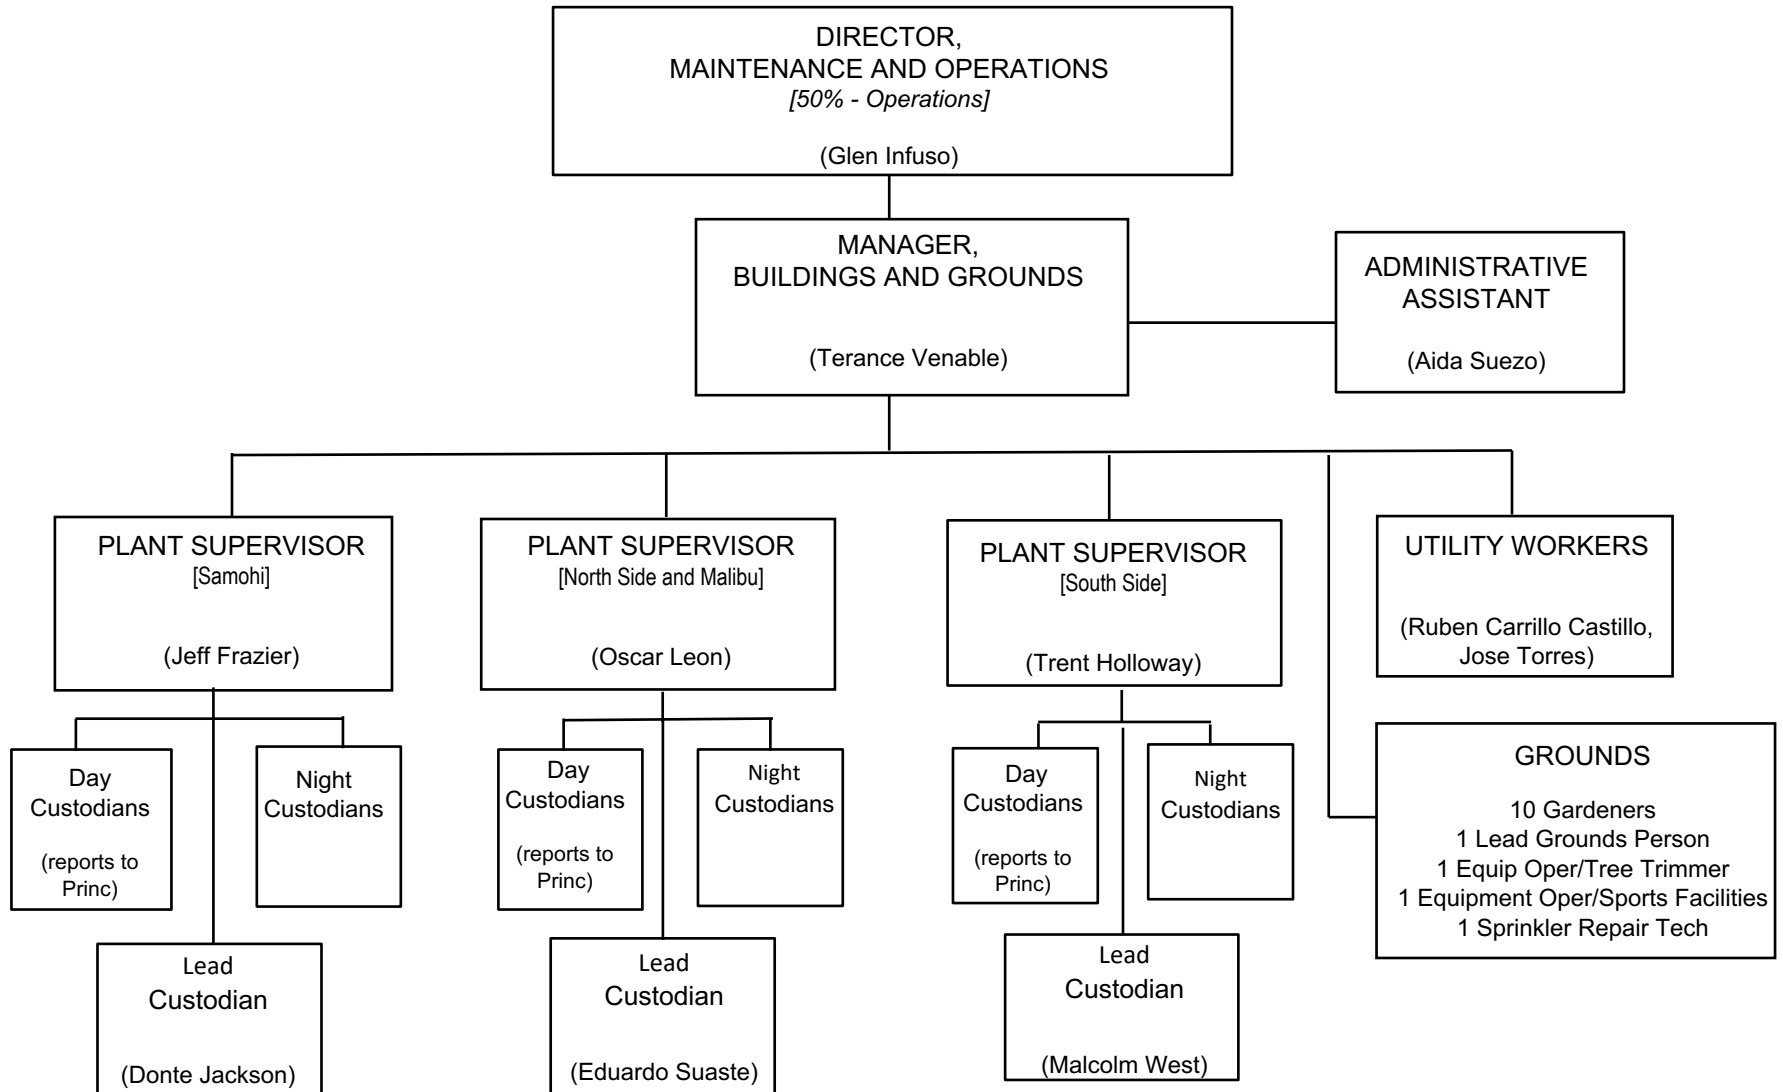 DIRECTOR,
MAINTENANCE AND OPERATIONS
[50% - Operations]
(Glen Infuso)
MANAGER,
BUILDINGS AND GROUNDS
(Terance Venable)
ADMINISTRATIVE
ASSISTANT
(Aida Suezo)
PLANT SUPERVISOR
[Samohi]
(Jeff Frazier)
PLANT SUPERVISOR
[North Side and Malibu]
(Oscar Leon)
PLANT SUPERVISOR
[South Side]
(Trent Holloway)
UTILITY WORKERS
(Ruben Carrillo Castillo,
Jose Torres)
Day
Custodians
(reports to
Princ)
Night
Custodians
Day
Custodians
(reports to
Princ)
Night
Custodians
Day
Custodians
(reports to
Princ)
Night
Custodians
GROUNDS
10 Gardeners
1 Lead Grounds Person
1 Equip Oper/Tree Trimmer
1 Equipment Oper/Sports Facilities
1 Sprinkler Repair Tech
Lead
Custodian
(Donte Jackson)
Lead
Custodian
(Eduardo Suaste)
Lead
Custodian
(Malcolm West)